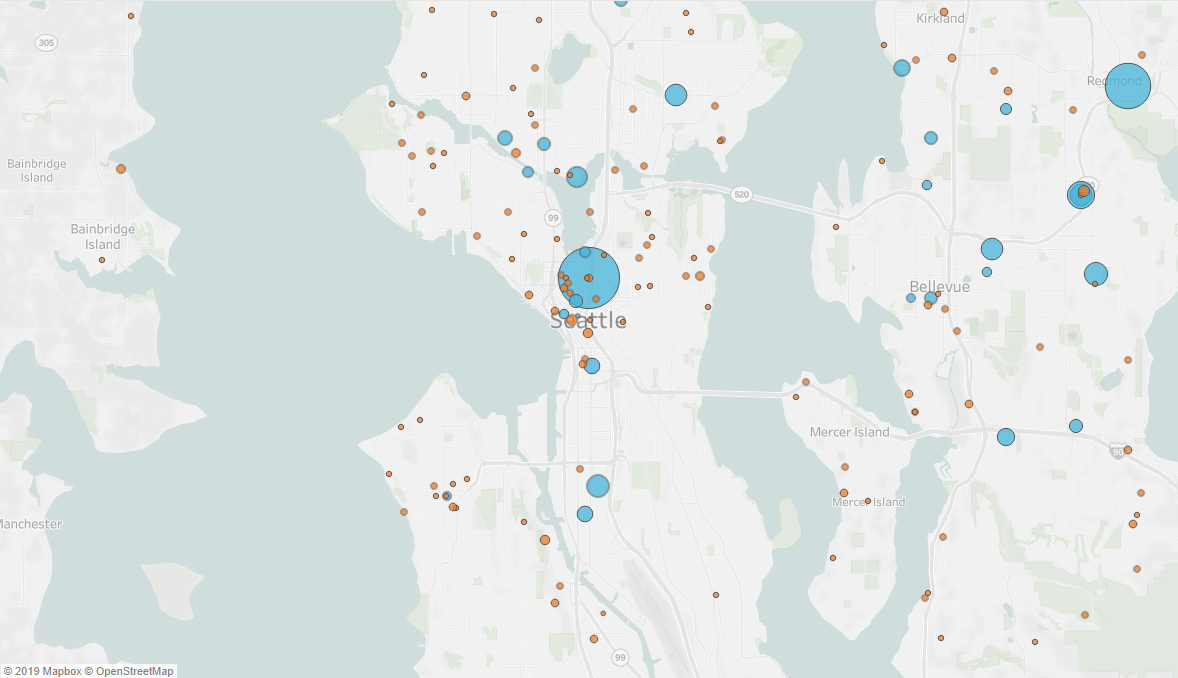 Kirkland
305
Redmond
Bainbridge
Island
520
99
Bainbridge
Island
Bellevue
Seattle
Mercer Island
90
Mercer Island
Manchester
99
© 2019 Mapbox © OpenStreetMap